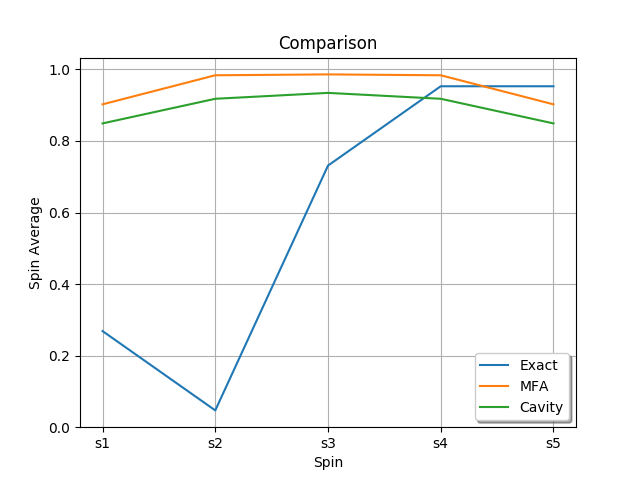 Comparison
1.0
0.8
0.6
0.4
0.2
0.0
Spin Average
s1 s2 s3 s4 s5
Spin
Exact
MFA
Cavity